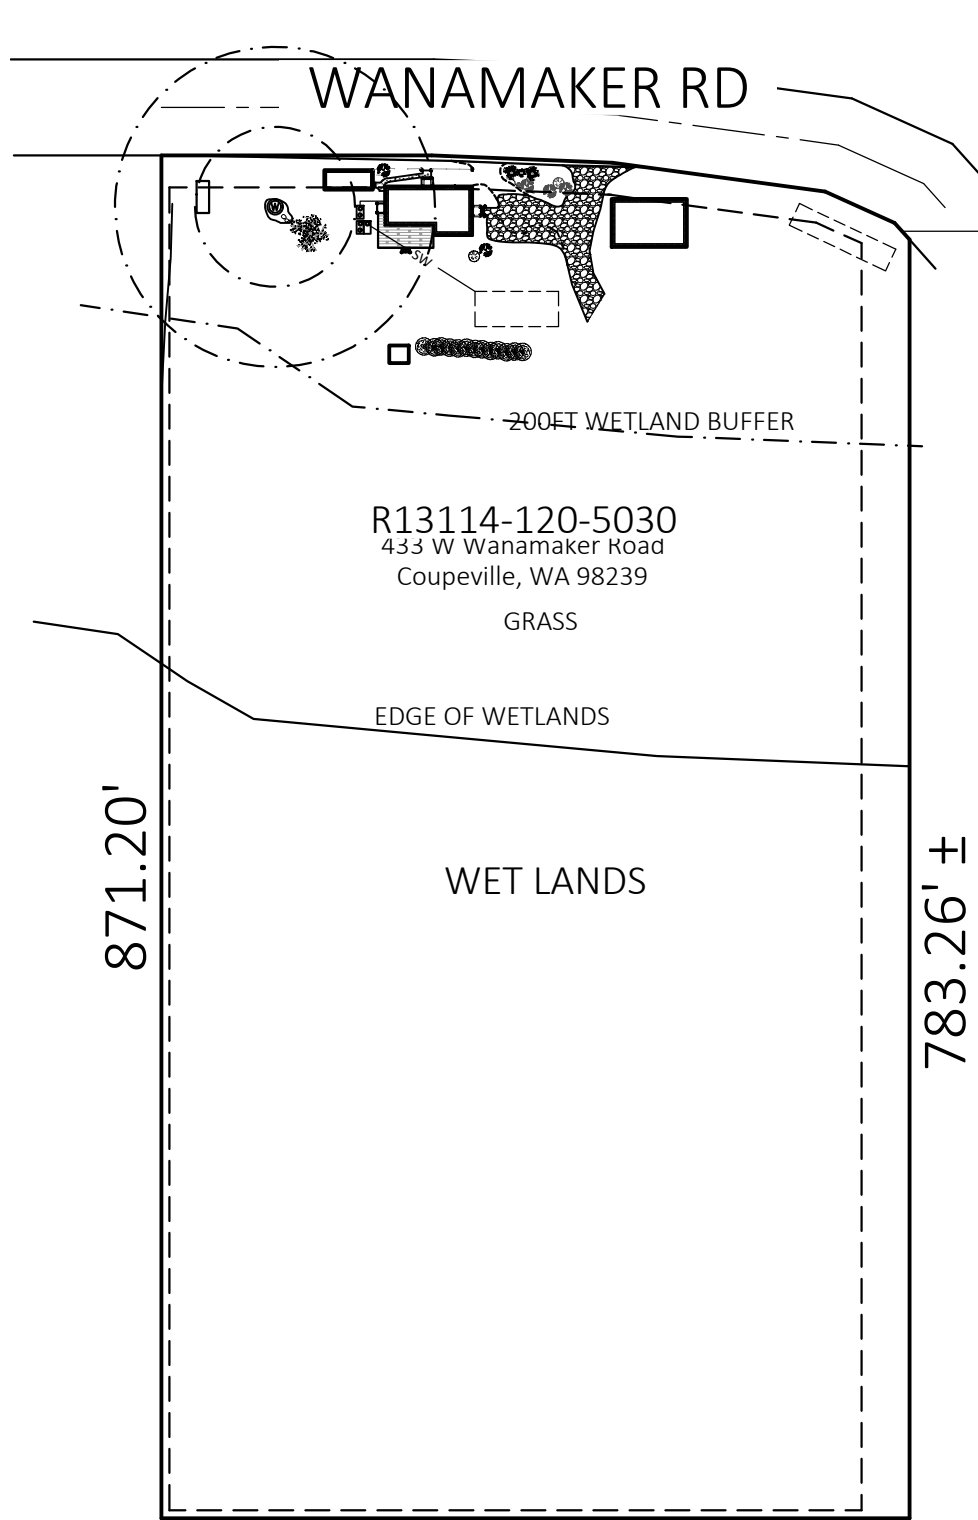 WANAMAKER RD
W
SW
200FT WETLAND BUFFER
R13114-120-5030
433 W Wanamaker Road
Coupeville, WA 98239
GRASS
EDGE OF WETLANDS
871.20'
WET LANDS
783.26' ±